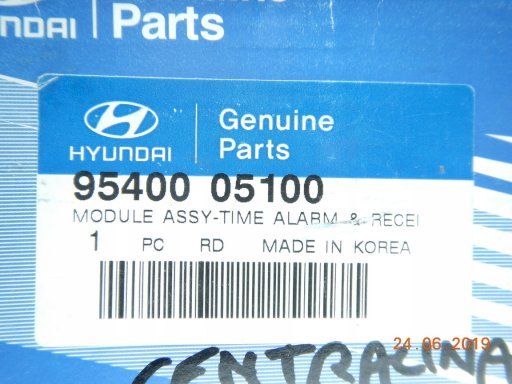 HYUNDAI Parts
Genuine
HYUNDAI Parts
95400 05100
MODULE ASSY-TIME ALARM & RECEI
1 PC RD MADE IN KOREA
24 06 2019
CENTRALINA